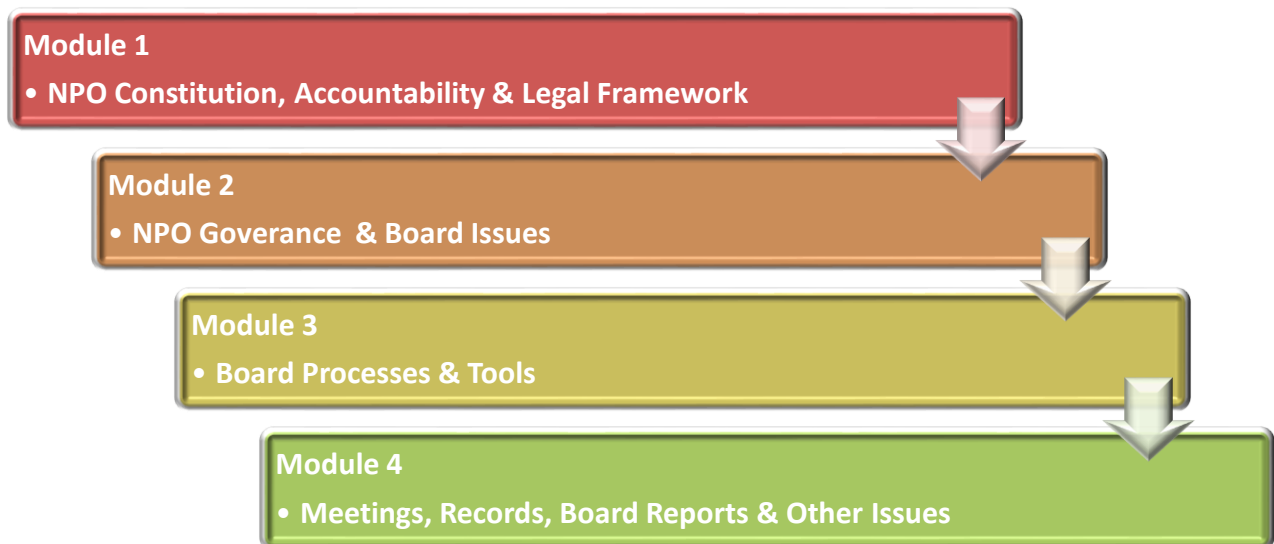 Module 1
• NPO Constitution, Accountability & Legal Framework
Module 2
• NPO Goverance & Board Issues
Module 3
• Board Processes & Tools
Module 4
• Meetings, Records, Board Reports & Other Issues